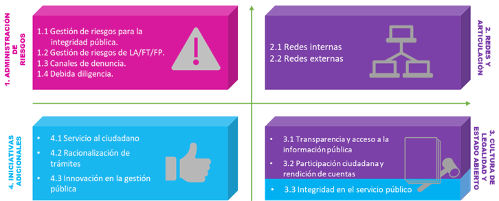 1. ADMINISTRACIÓN
DE
RIESGOS
1.1 Gestión de riesgos para la
integridad pública.
1.2 Gestión de riesgos de LA/FT/FP.
1.3 Canales de denuncia.
1.4 Debida diligencia.
2.1 Redes internas
2.2 Redes externas
2. REDES Y
ARTICULACIÓN
4. INICIATIVAS
ADICIONALES
• 4.1 Servicio al ciudadano
• 4.2 Racionalización de
trámites
• 4.3 Innovación en la gestión
pública
• 3.1 Transparencia y acceso a la
información pública
• 3.2 Participación ciudadana y
rendición de cuentas
• 3.3 Integridad en el servicio público
3. CULTURA DE
LEGALIDAD Y
ESTADO ABIERTO